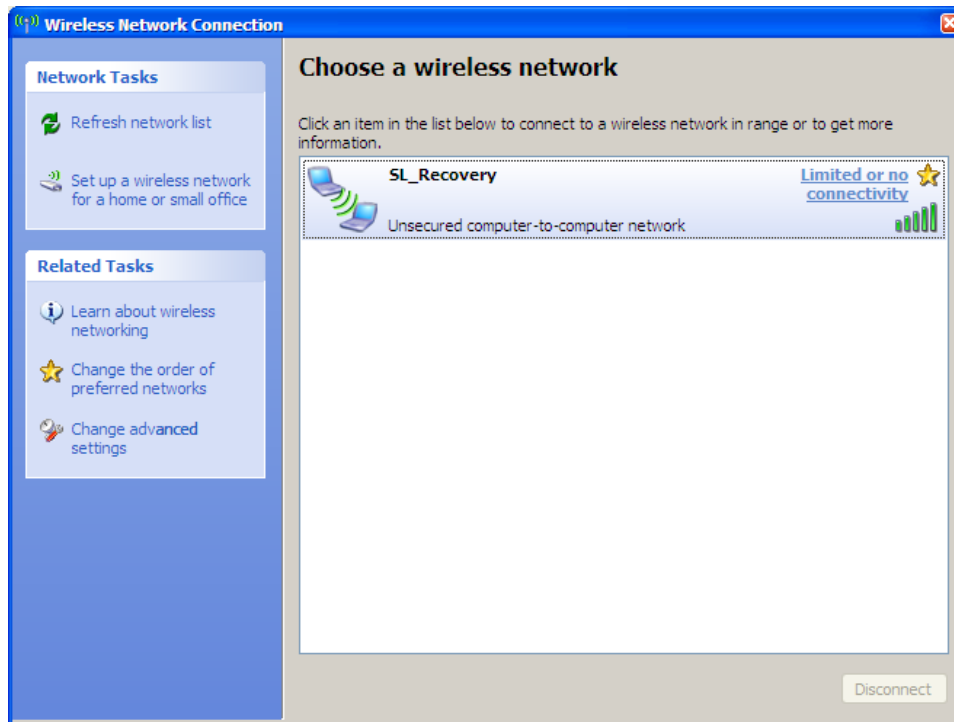 Wireless Network Connection
Network Tasks
Refresh network list
Set up a wireless network
for a home or small office
Related Tasks
Learn about wireless
networking
Change the order of
preferred networks
Change advanced
settings
Choose a wireless network
Click an item in the list below to connect to a wireless network in range or to get more
information.
SL_Recovery
Limited or no
connectivity
Unsecured computer-to-computer network
Disconnect